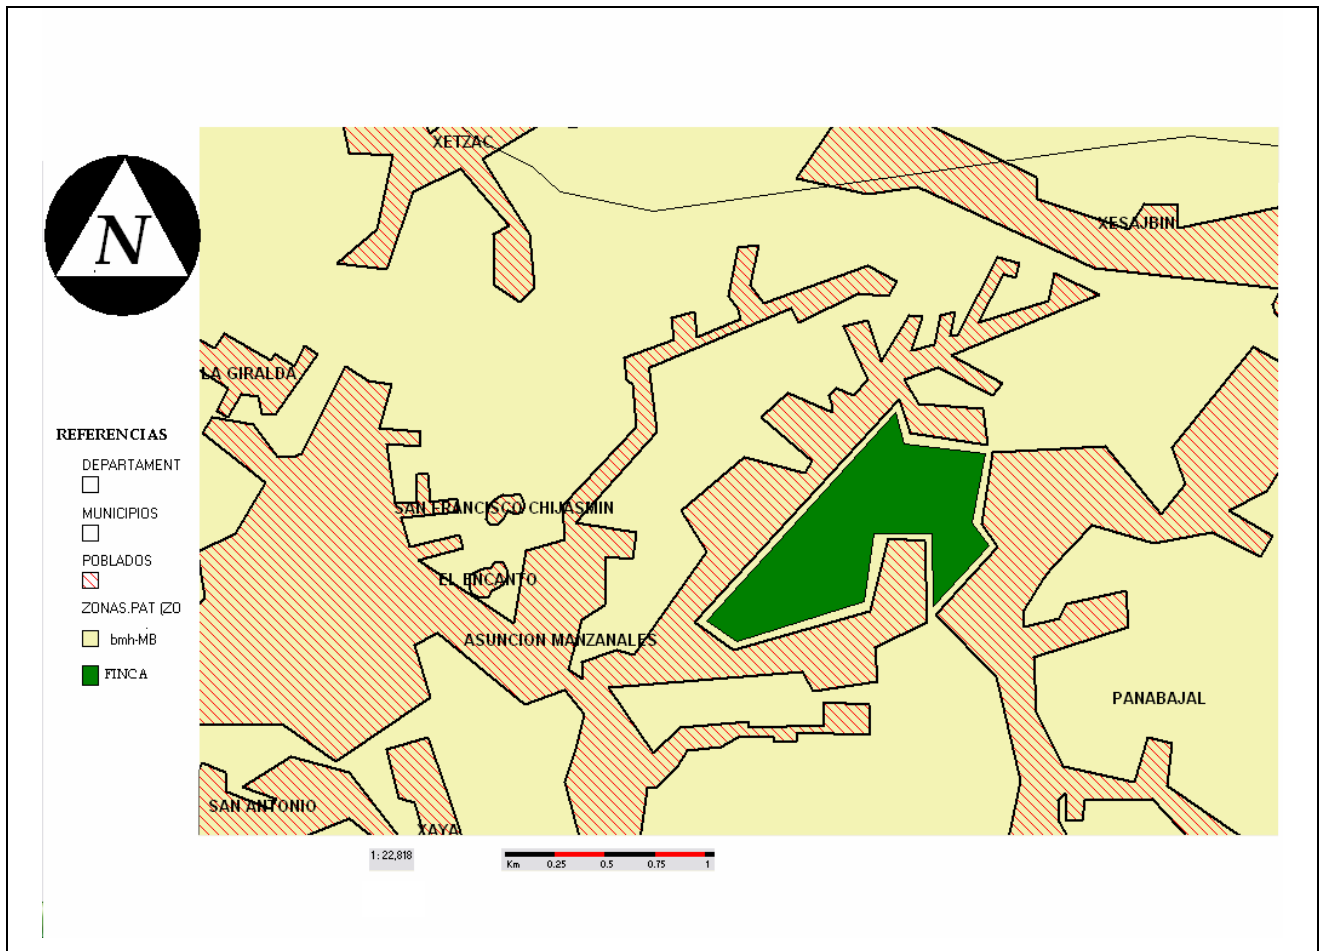 XETZAC
N
XESAJBIN
LA GIRALDA
REFERENCIAS
DEPARTAMENT
MUNICIPIOS
POBLADOS
ZONAS.PAT (ZO
bmh-MB
FINCA
SAN FRANCISCO CHIJASMIN
EL ENCANTO
ASUNCION MANZANALES
PANABAJAL
SAN ANTONIO
XAYA
1: 22,818
Km 0.25 0.5 0.75 1